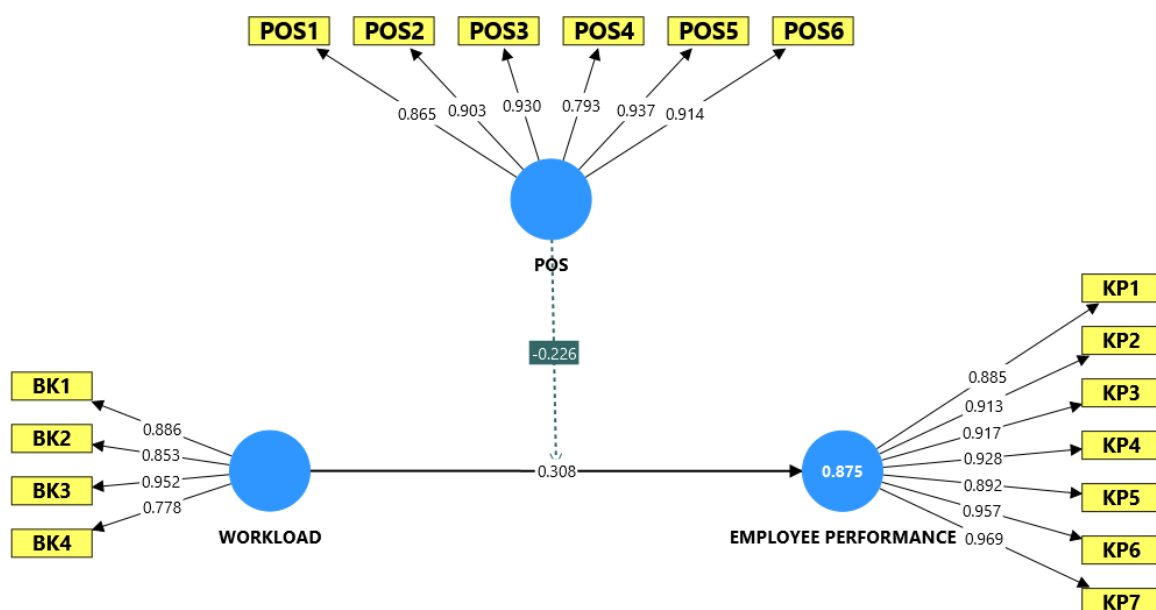 POS1 POS2 POS3 POS4 POS5 POS6
0.865 0.903 0.930 0.793 0.937 0.914
POS
-0.226
BK1
BK2
BK3
BK4
0.886
0.853
0.952
0.778
WORKLOAD
0.308
0.875
EMPLOYEE PERFORMANCE
0.885
0.913
0.917
0.928
0.892
0.957
0.969
KP1
KP2
KP3
KP4
KP5
KP6
KP7